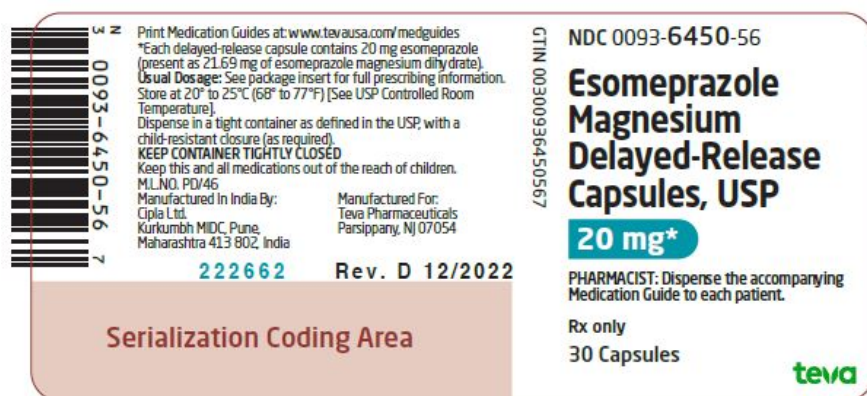 3 0093-6450-56 7
N
Print Medication Guides at: www.tevausa.com/medguides
*Each delayed-release capsule contains 20 mg esomeprazole
(present as 21.69 mg of esomeprazole magnesium dihydrate).
Usual Dosage: See package insert for full prescribing information.
Store at 20° to 25°C (68° to 77°F) [See USP Controlled Room
Temperature].
Dispense in a tight container as defined in the USP, with a
child-resistant closure (as required).
KEEP CONTAINER TIGHTLY CLOSED
Keep this and all medications out of the reach of children.
M.L.NO. PD/46
Manufactured In India By:
Cipla Ltd.
Kurkumbh MIDC, Pune,
Maharashtra 413 802, India
Manufactured For:
Teva Pharmaceuticals
Parsippany, NJ 07054
222662 Rev. D 12/2022
Serialization Coding Area
GTIN 00300936450567
NDC 0093-6450-56
Esomeprazole
Magnesium
Delayed-Release
Capsules, USP
20 mg*
PHARMACIST: Dispense the accompanying
Medication Guide to each patient.
Rx only
30 Capsules
teva